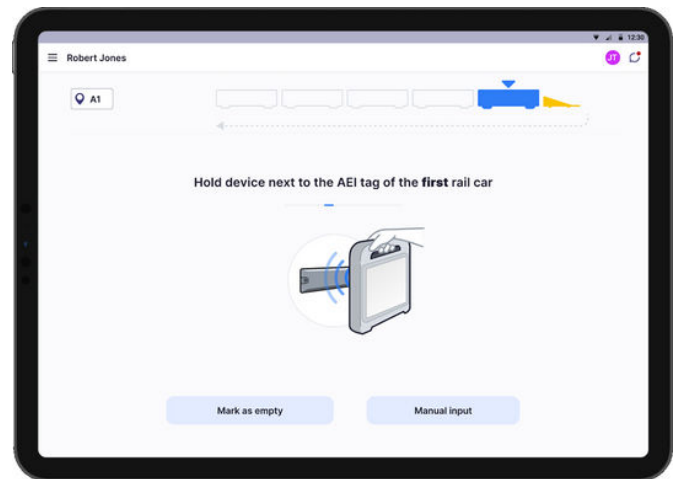 12:30
Robert Jones
JT
A1
Hold device next to the AEI tag of the first rail car
Mark as empty
Manual input